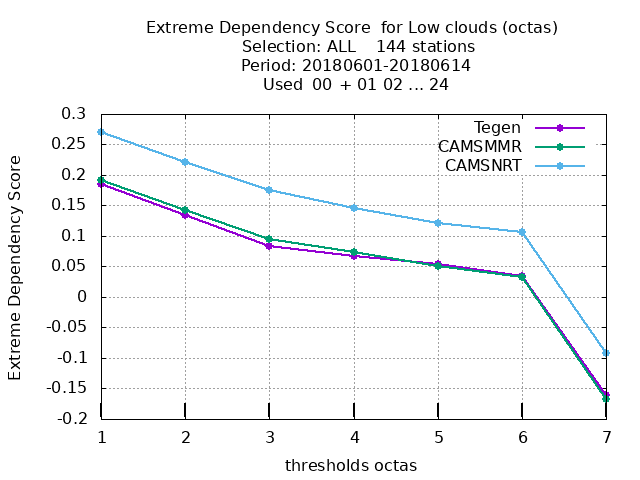 Extreme Dependency Score  for Low clouds (octas)
Selection: ALL    144 stations
Period: 20180601-20180614
Used  00 + 01 02 ... 24
Extreme Dependency Score
0.3
0.25
0.2
0.15
0.1
0.05
0
-0.05
-0.1
-0.15
-0.2
Tegen
CAMSMMR
CAMSNRT
1 2 3 4 5 6 7
thresholds octas